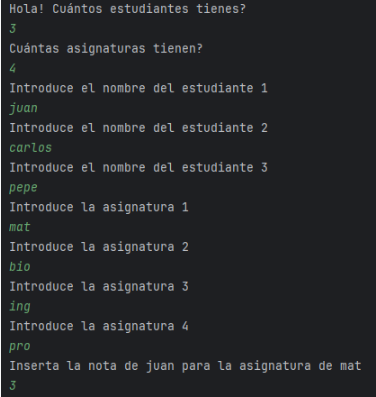 Hola! Cuántos estudiantes tienes?
3
Cuántas asignaturas tienen?
4
Introduce el nombre del estudiante 1
juan
Introduce el nombre del estudiante 2
carlos
Introduce el nombre del estudiante 3
pepe
Introduce la asignatura 1
mat
Introduce la asignatura 2
bio
Introduce la asignatura 3
ing
Introduce la asignatura 4
pro
Inserta la nota de juan para la asignatura de mat
3